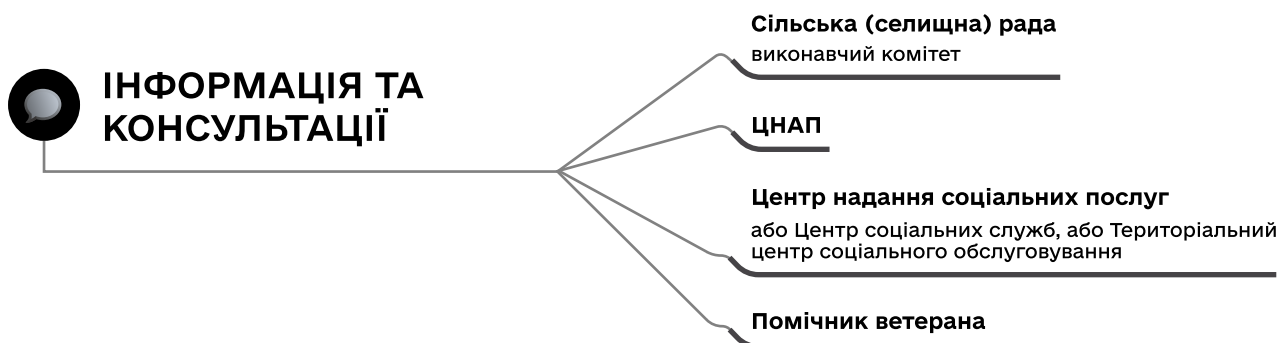 ІНФОРМАЦІЯ ТА
КОНСУЛЬТАЦІЇ
Сільська (селищна) рада
виконавчий комітет
ЦНАП
Центр надання соціальних послуг
або Центр соціальних служб, або Територіальний
центр соціального обслуговування
Помічник ветерана